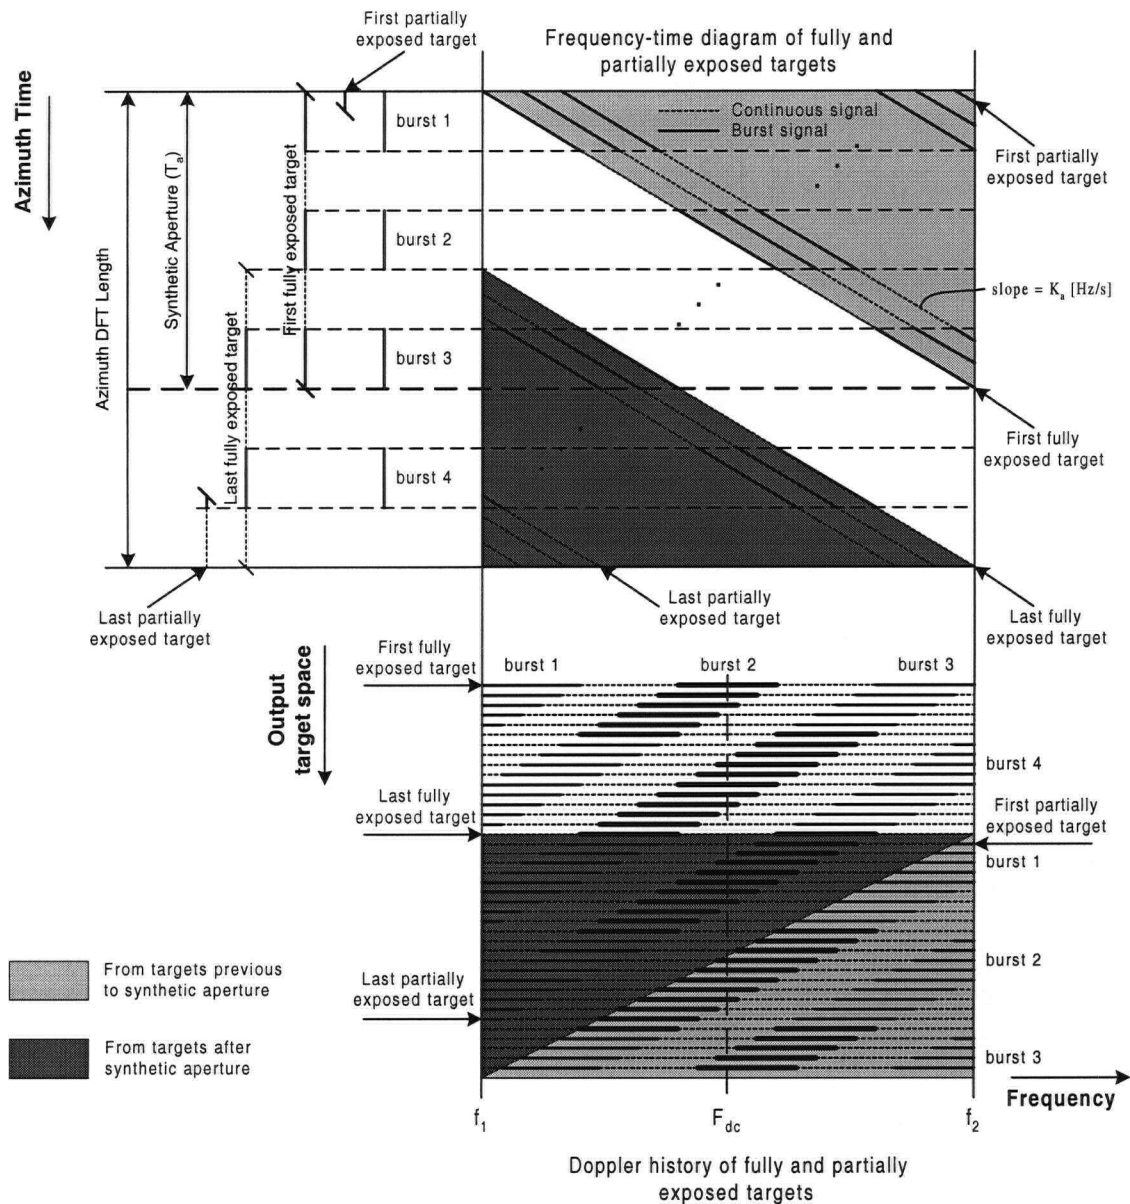 First partially
exposed target
Frequency-time diagram of fully and
partially exposed targets
Azimuth Time
Azimuth DFT Length
Synthetic Aperture (Ta)
First fully exposed target
Last fully exposed target
burst 1
burst 2
burst 3
burst 4
Continuous signal
Burst signal
First partially
exposed target
slope = Ka [Hz/s]
First fully
exposed target
Last partially
exposed target
Last partially
exposed target
Last fully
exposed target
Output
target space
First fully
exposed target
burst 1
burst 2
burst 3
burst 4
Last fully
exposed target
First partially
exposed target
burst 1
burst 2
Last partially
exposed target
burst 3
From targets previous
to synthetic aperture
From targets after
synthetic aperture
Frequency
f1
Fdc
f2
Doppler history of fully and partially
exposed targets